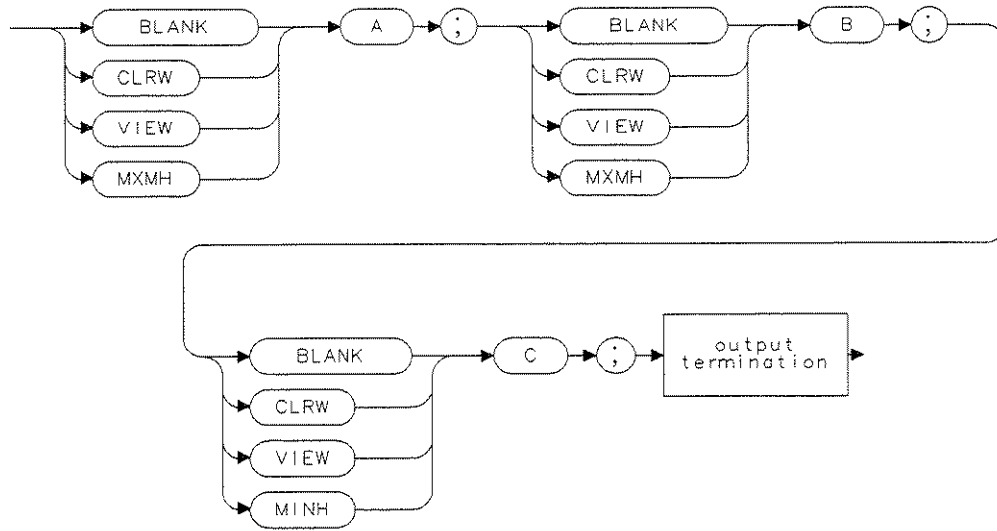 BLANK A ; BLANK B ;
CLRW CLRW
VIEW VIEW
MXMH MXMH
BLANK C ; output termination
CLRW
VIEW
MINH